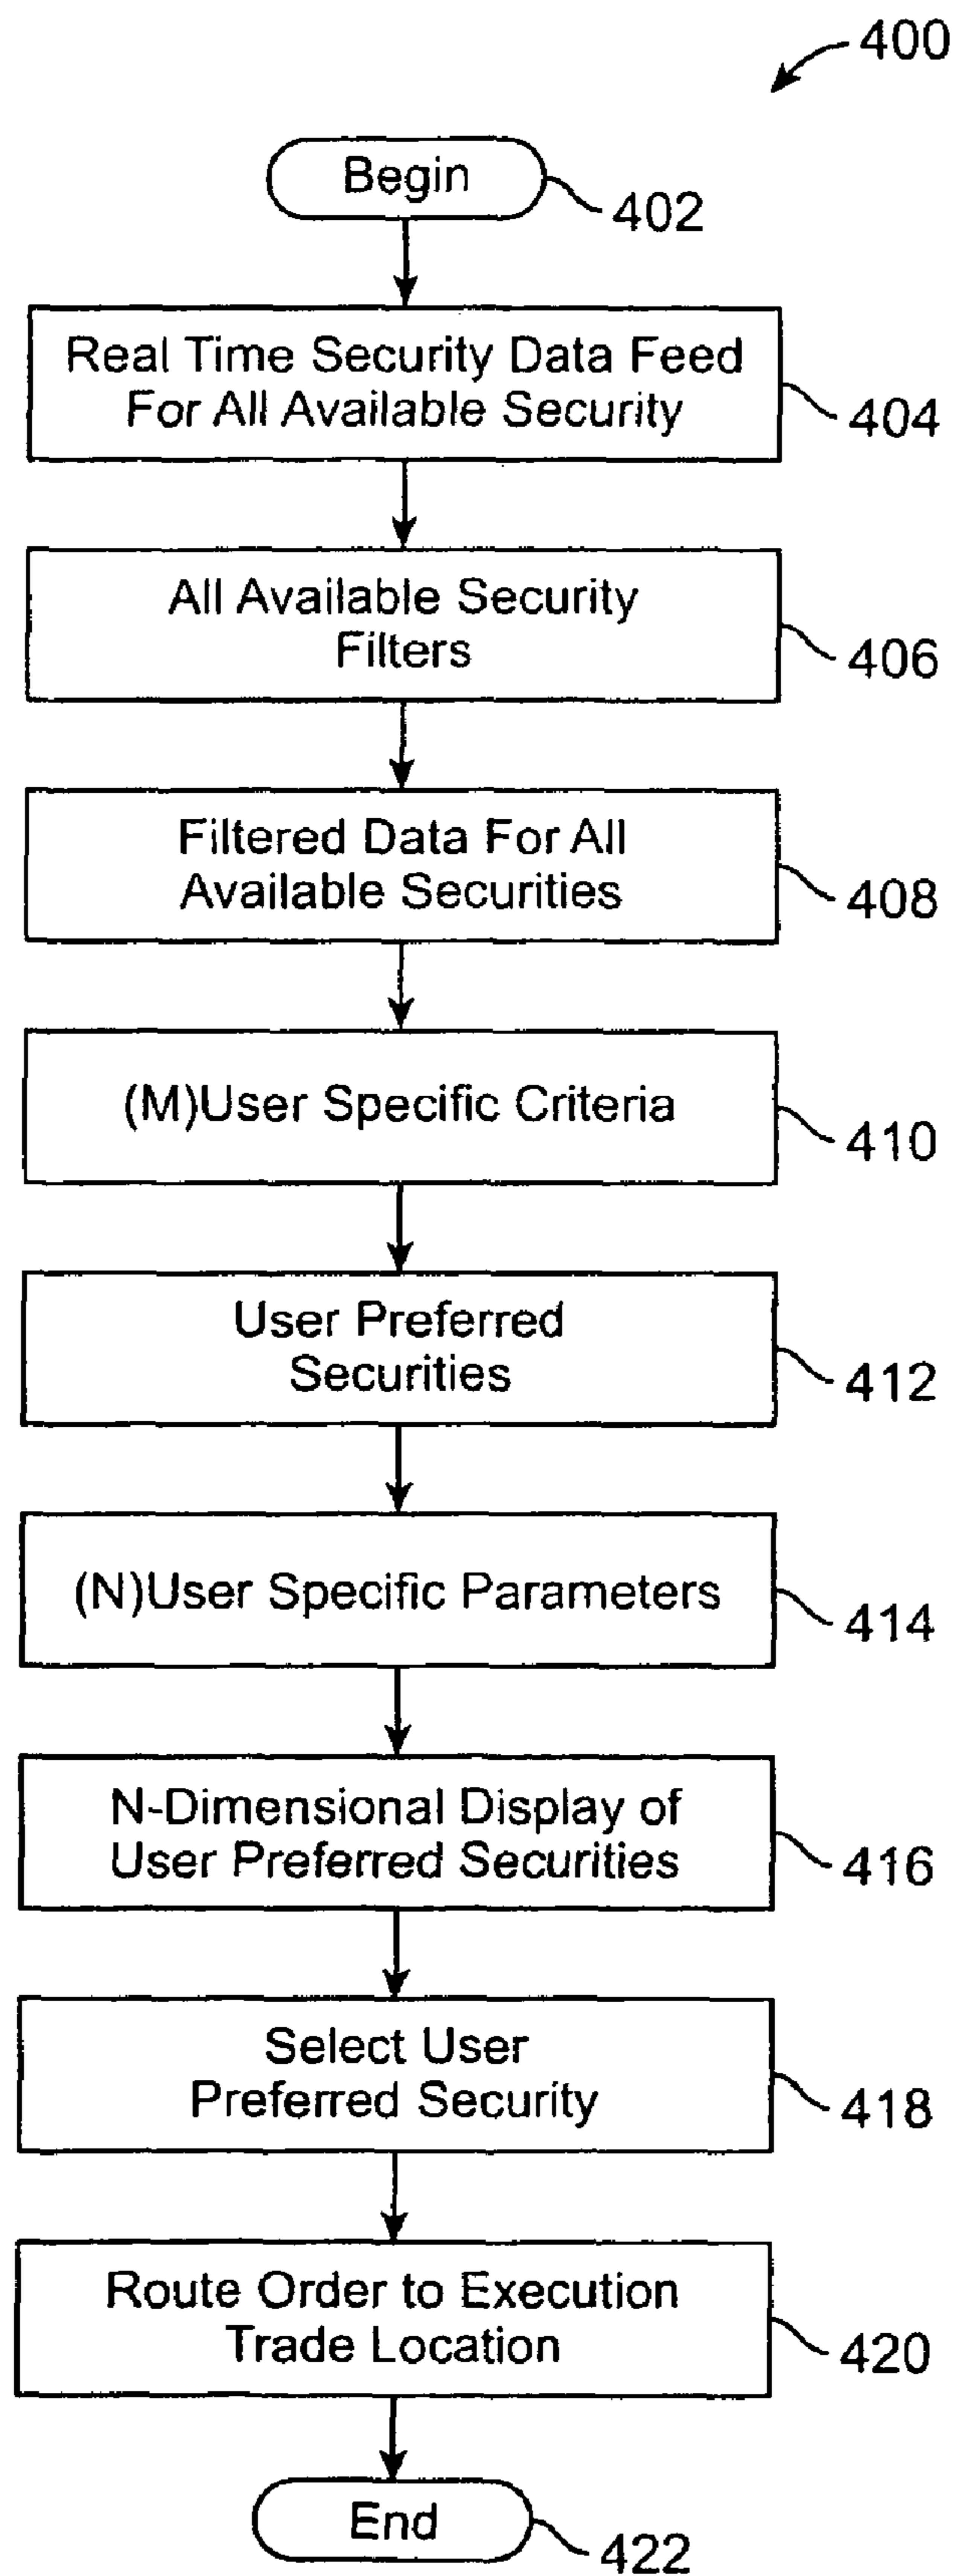 400
Begin
402
Real Time Security Data Feed
For All Available Security
404
All Available Security
Filters
406
Filtered Data For All
Available Securities
408
(M)User Specific Criteria
410
User Preferred
Securities
412
(N)User Specific Parameters
414
N-Dimensional Display of
User Preferred Securities
416
Select User
Preferred Security
418
Route Order to Execution
Trade Location
420
End
422